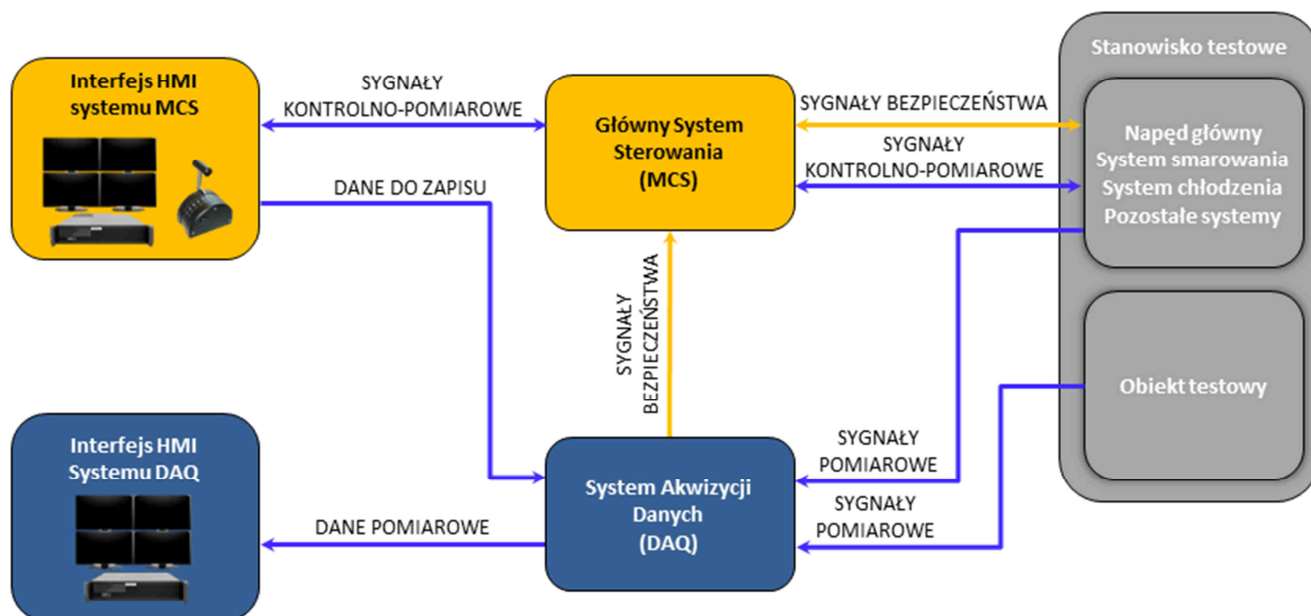 Interfejs HMI
systemu MCS
SYGNAŁY
KONTROLNO-POMIAROWE
DANE DO ZAPISU
Główny System
Sterowania
(MCS)
SYGNAŁY BEZPIECZEŃSTWA
SYGNAŁY
KONTROLNO-POMIAROWE
Stanowisko testowe
Napęd główny
System smarowania
System chłodzenia
Pozostałe systemy
SYGNAŁY
BEZPIECZEŃSTWA
Obiekt testowy
Interfejs HMI
Systemu DAQ
DANE POMIAROWE
System Akwizycji
Danych
(DAQ)
SYGNAŁY
POMIAROWE
SYGNAŁY
POMIAROWE